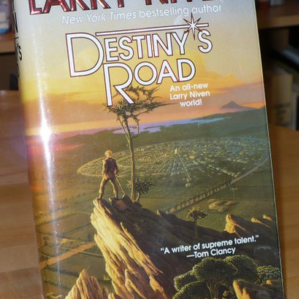 LARRY
New York Times bestselling author
DESTINY'S
ROAD
An all-new
Larry Niven
world!
"A writer of supreme talent."
—Tom Clancy